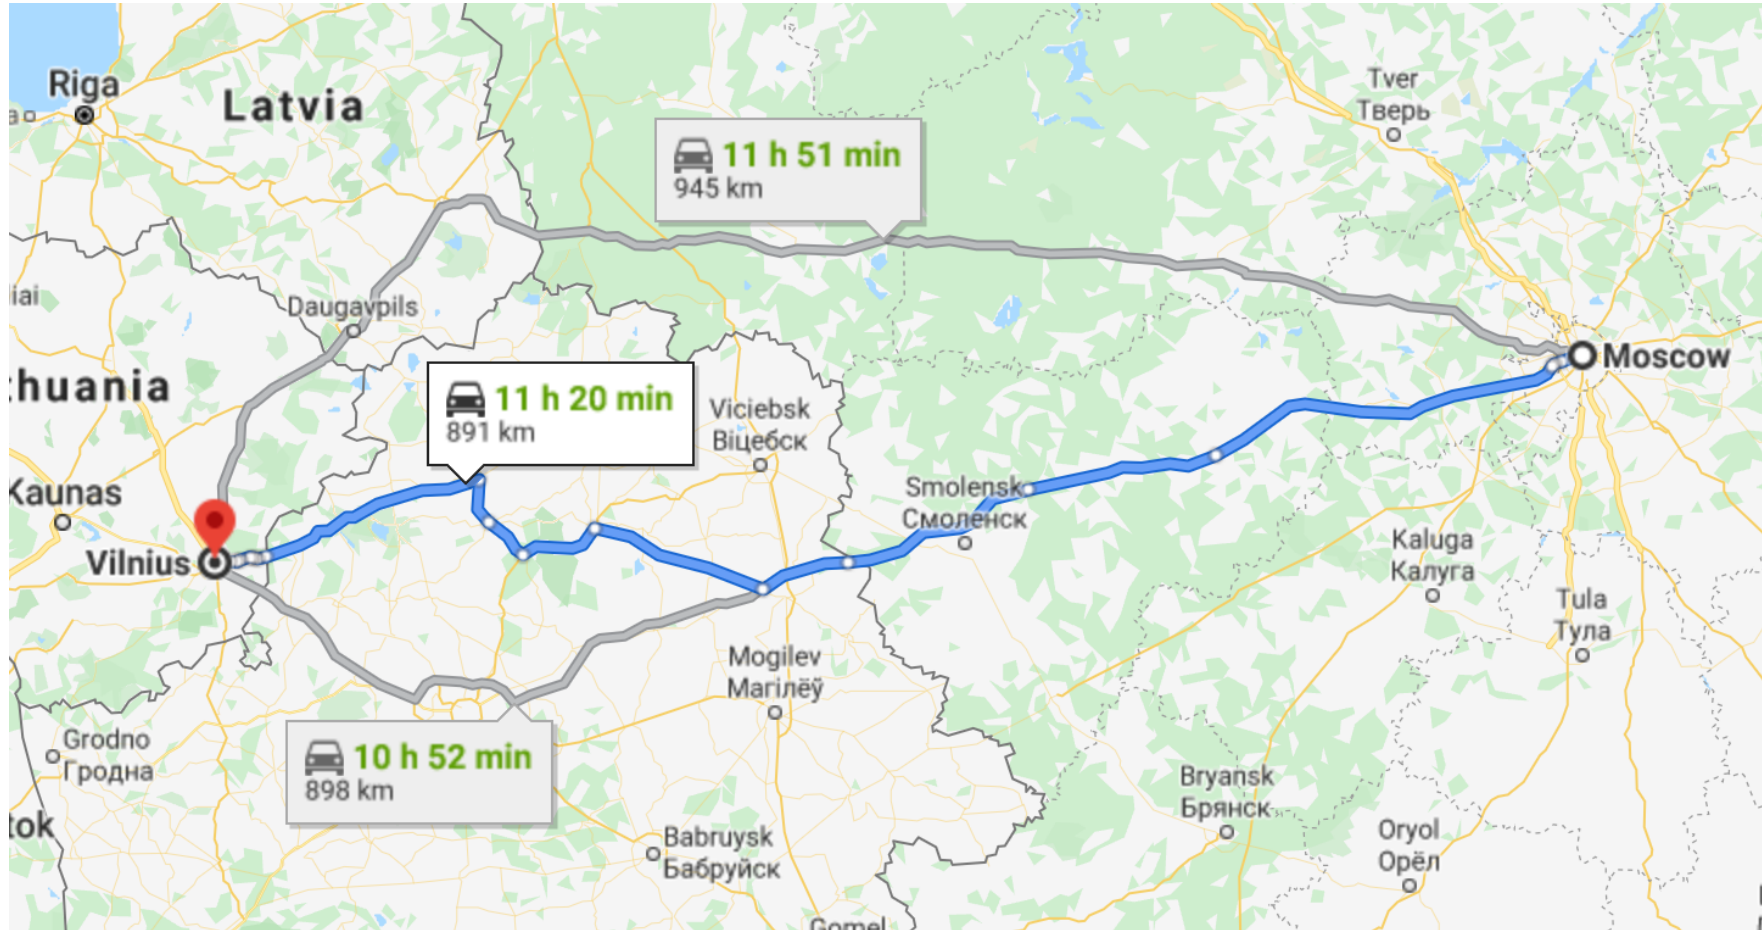 Riga
Latvia
Tver
Тверь
11 h 51 min
945 km
Daugavpils
iai
huania
Moscow
11 h 20 min
891 km
Viciebsk
Віцебск
Kaunas
Smolensk
Смоленск
Vilnius
Kaluga
Калуга
Tula
Тула
Mogilev
Магілёў
Grodno
Гродна
10 h 52 min
898 km
Bryansk
Брянск
tok
Babruysk
Бабруйск
Oryol
Орёл
Gomel